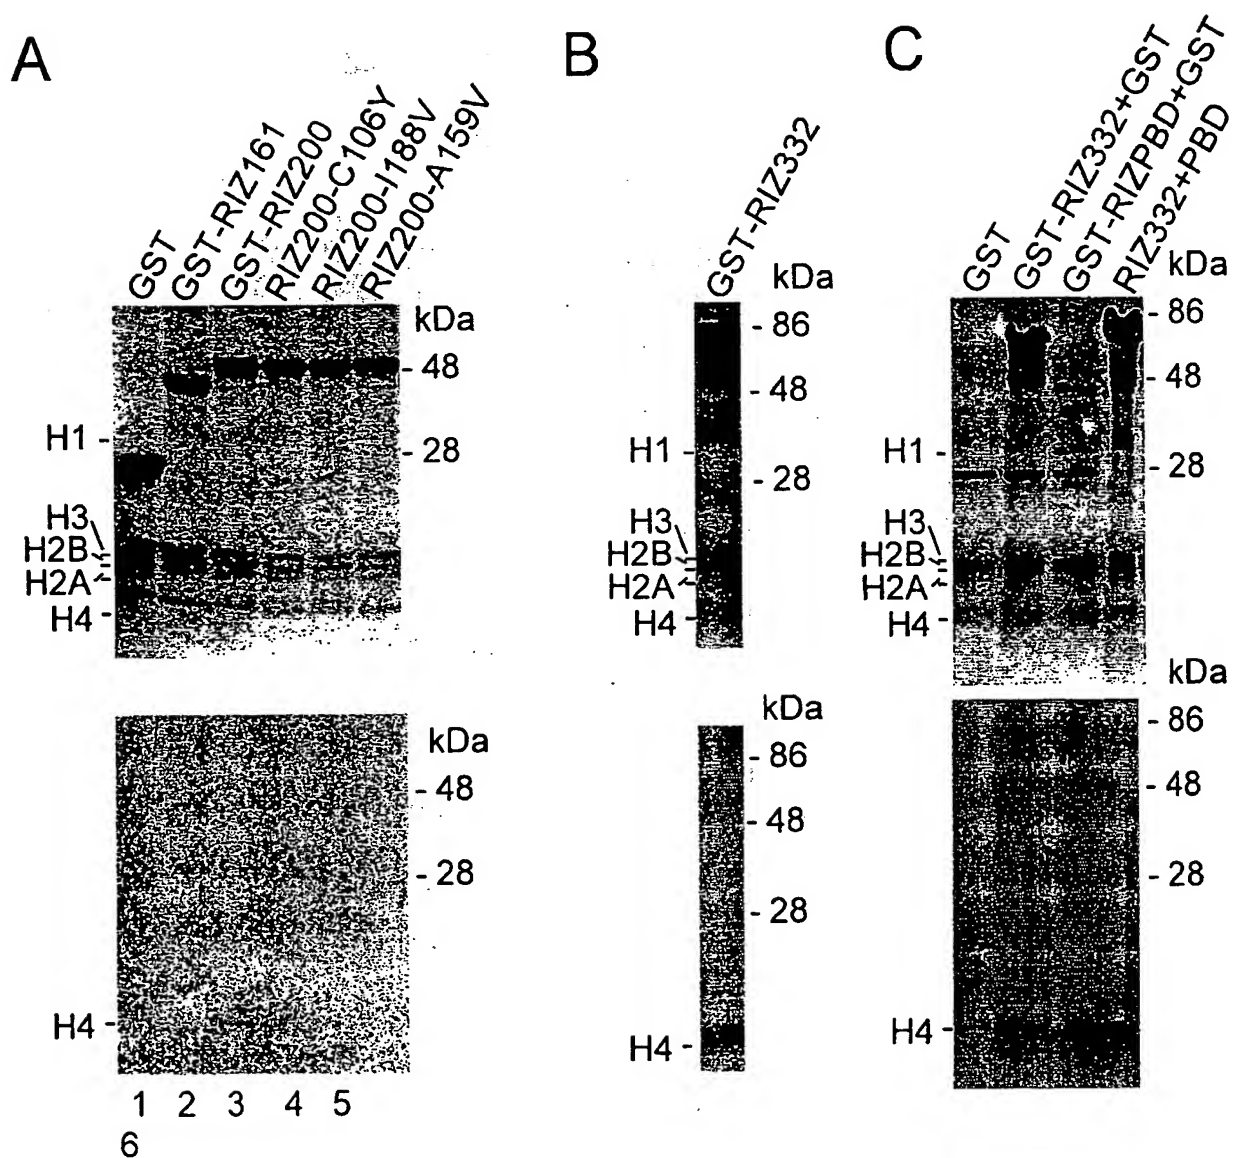 A
GST
GST-RIZ161
GST-RIZ200
RIZ200-C106Y
RIZ200-I188V
RIZ200-A159V
kDa
- 48
- 28
H1 -
H3
H2B
H2A
H4 -
kDa
- 48
- 28
H4 -
1 2 3 4 5
6
B
GST-RIZ332
kDa
- 86
- 48
- 28
H1 -
H3
H2B
H2A
H4 -
kDa
- 86
- 48
- 28
H4 -
C
GST
GST-RIZ332+GST
GST-RIZPBD+GST
RIZ332+PBD
kDa
- 86
- 48
- 28
H1 -
H3
H2B
H2A
H4 -
kDa
- 86
- 48
- 28
H4 -